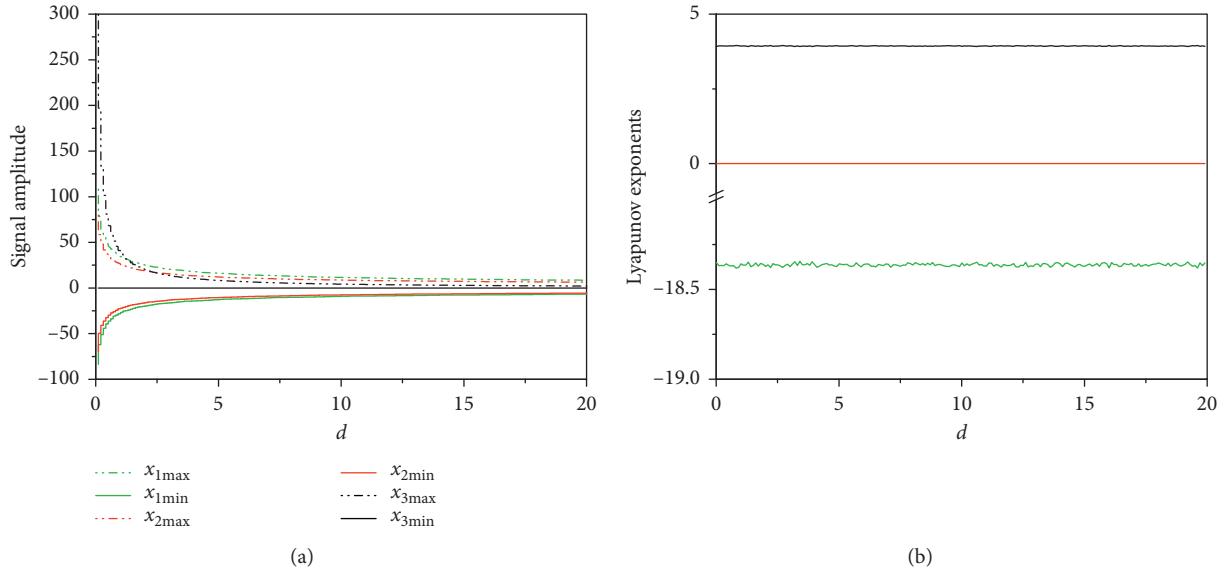 300
250
200
150
100
50
0
−50
−100
Signal amplitude
0
5
10
15
20
d
x1max
x1min
x2max
x2min
x3max
x3min
(a)
5
0
−18.5
−19.0
Lyapunov exponents
0
5
10
15
20
d
(b)